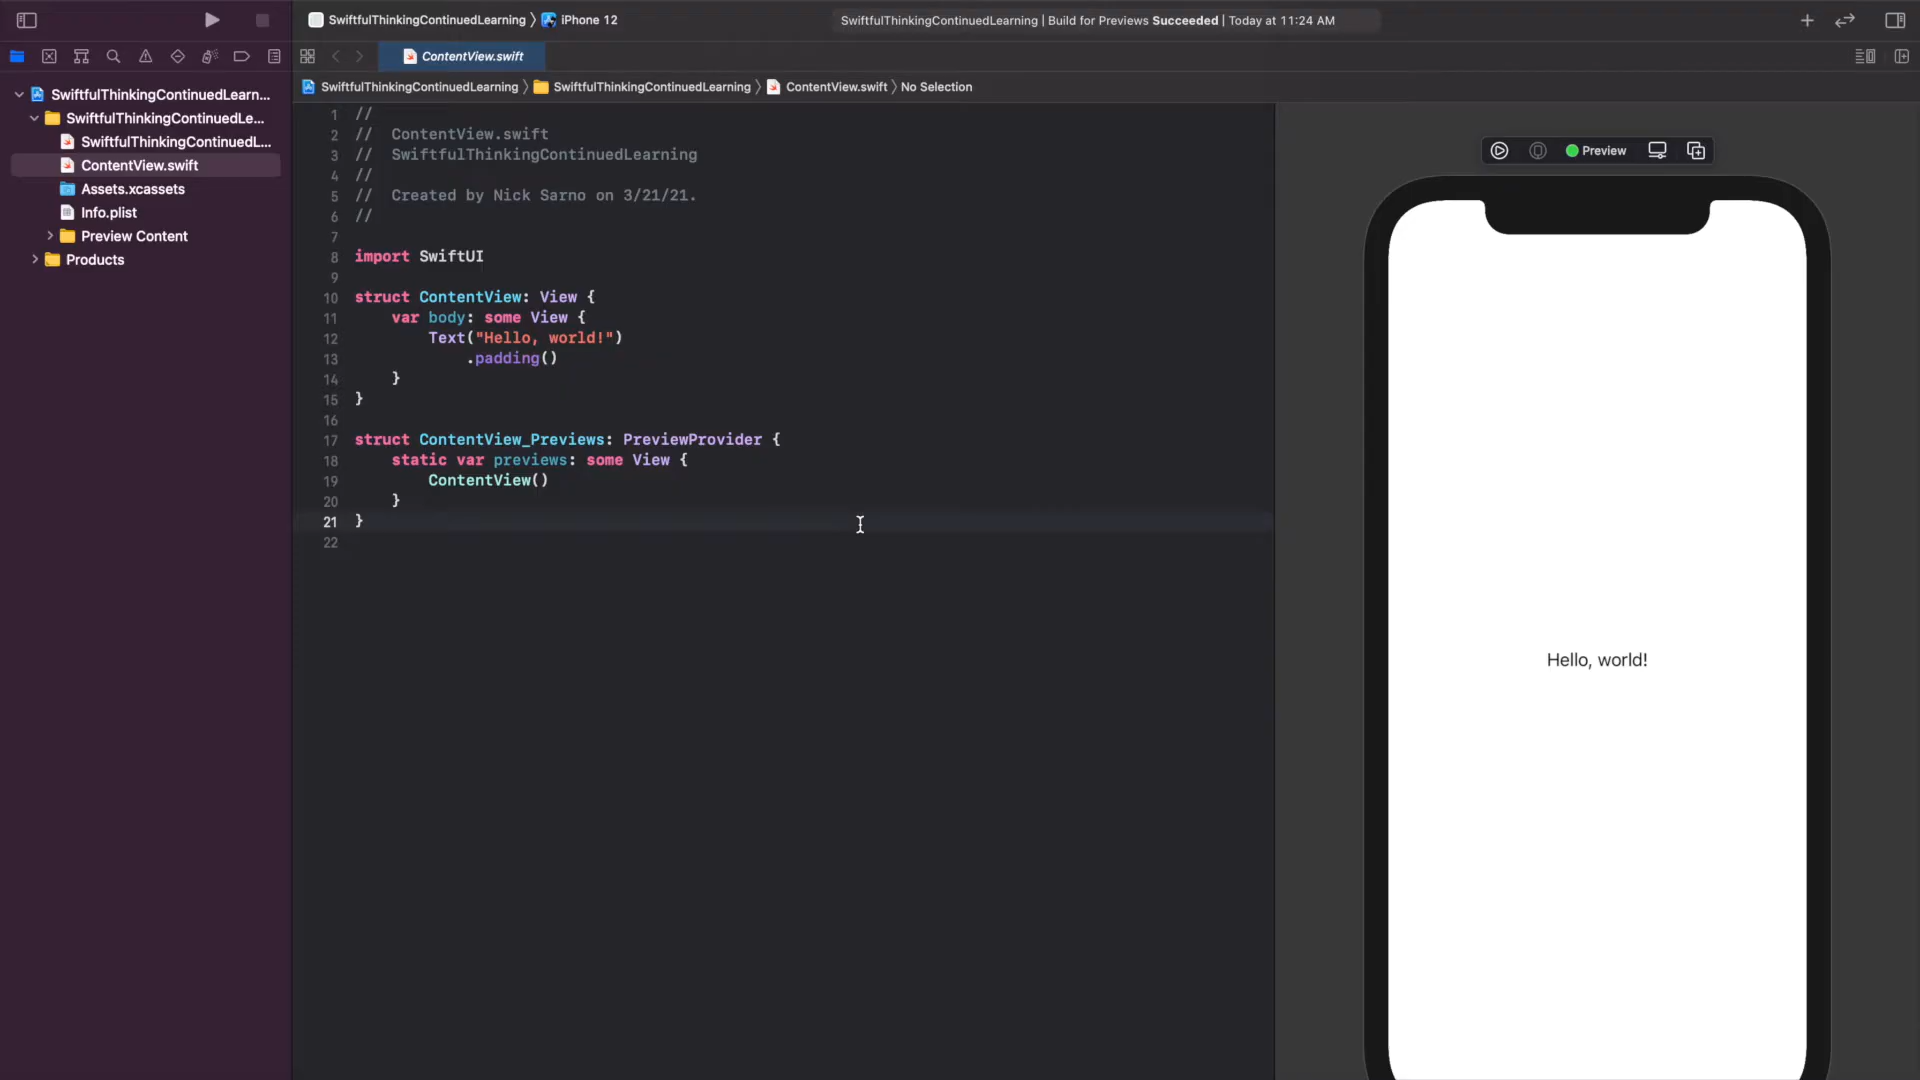 SwiftfulThinkingContinuedLearning 〉 iPhone 12
SwiftfulThinkingContinuedLearning | Build for Previews Succeeded | Today at 11:24 AM
ContentView.swift
SwiftfulThinkingContinuedLearning 〉 SwiftfulThinkingContinuedLearning 〉 ContentView.swift 〉 No Selection
SwiftfulThinkingContinuedLearn...
SwiftfulThinkingContinuedLe...
SwiftfulThinkingContinuedL...
ContentView.swift
Assets.xcassets
Info.plist
Preview Content
Products
1 //
2 //  ContentView.swift
3 //  SwiftfulThinkingContinuedLearning
4 //
5 //  Created by Nick Sarno on 3/21/21.
6 //
7
8 import SwiftUI
9
10 struct ContentView: View {
11     var body: some View {
12         Text("Hello, world!")
13             .padding()
14     }
15 }
16
17 struct ContentView_Previews: PreviewProvider {
18     static var previews: some View {
19         ContentView()
20     }
21 }
22
Preview
Hello, world!